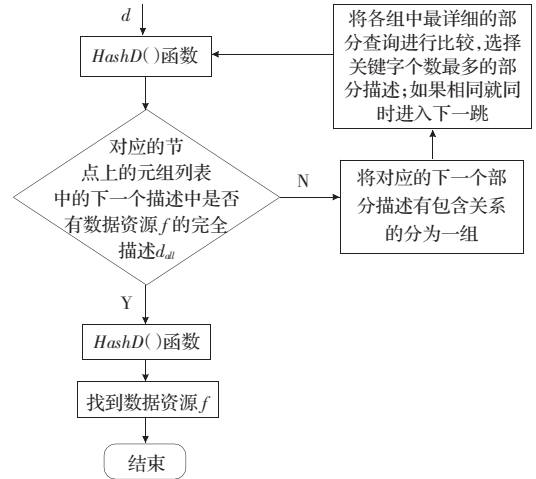 d
HashD( )函数
对应的节
点上的元组列表
中的下一个描述中是否
有数据资源f的完全
描述dall
N
将对应的下一个部
分描述有包含关系
的分为一组
将各组中最详细的部
分查询进行比较,选择
关键字个数最多的部
分描述;如果相同就同
时进入下一跳
Y
HashD( )函数
找到数据资源f
结束